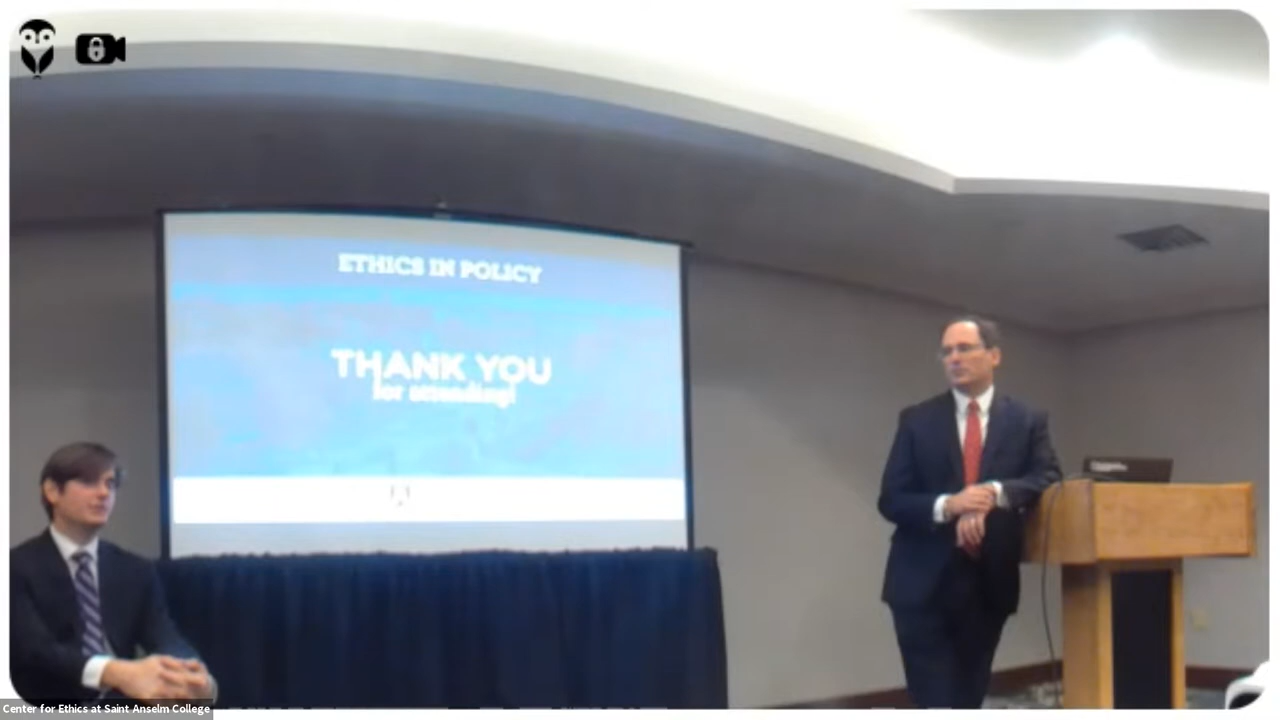 ETHICS IN POLICY
THANK YOU
for attending!
Center for Ethics at Saint Anselm College